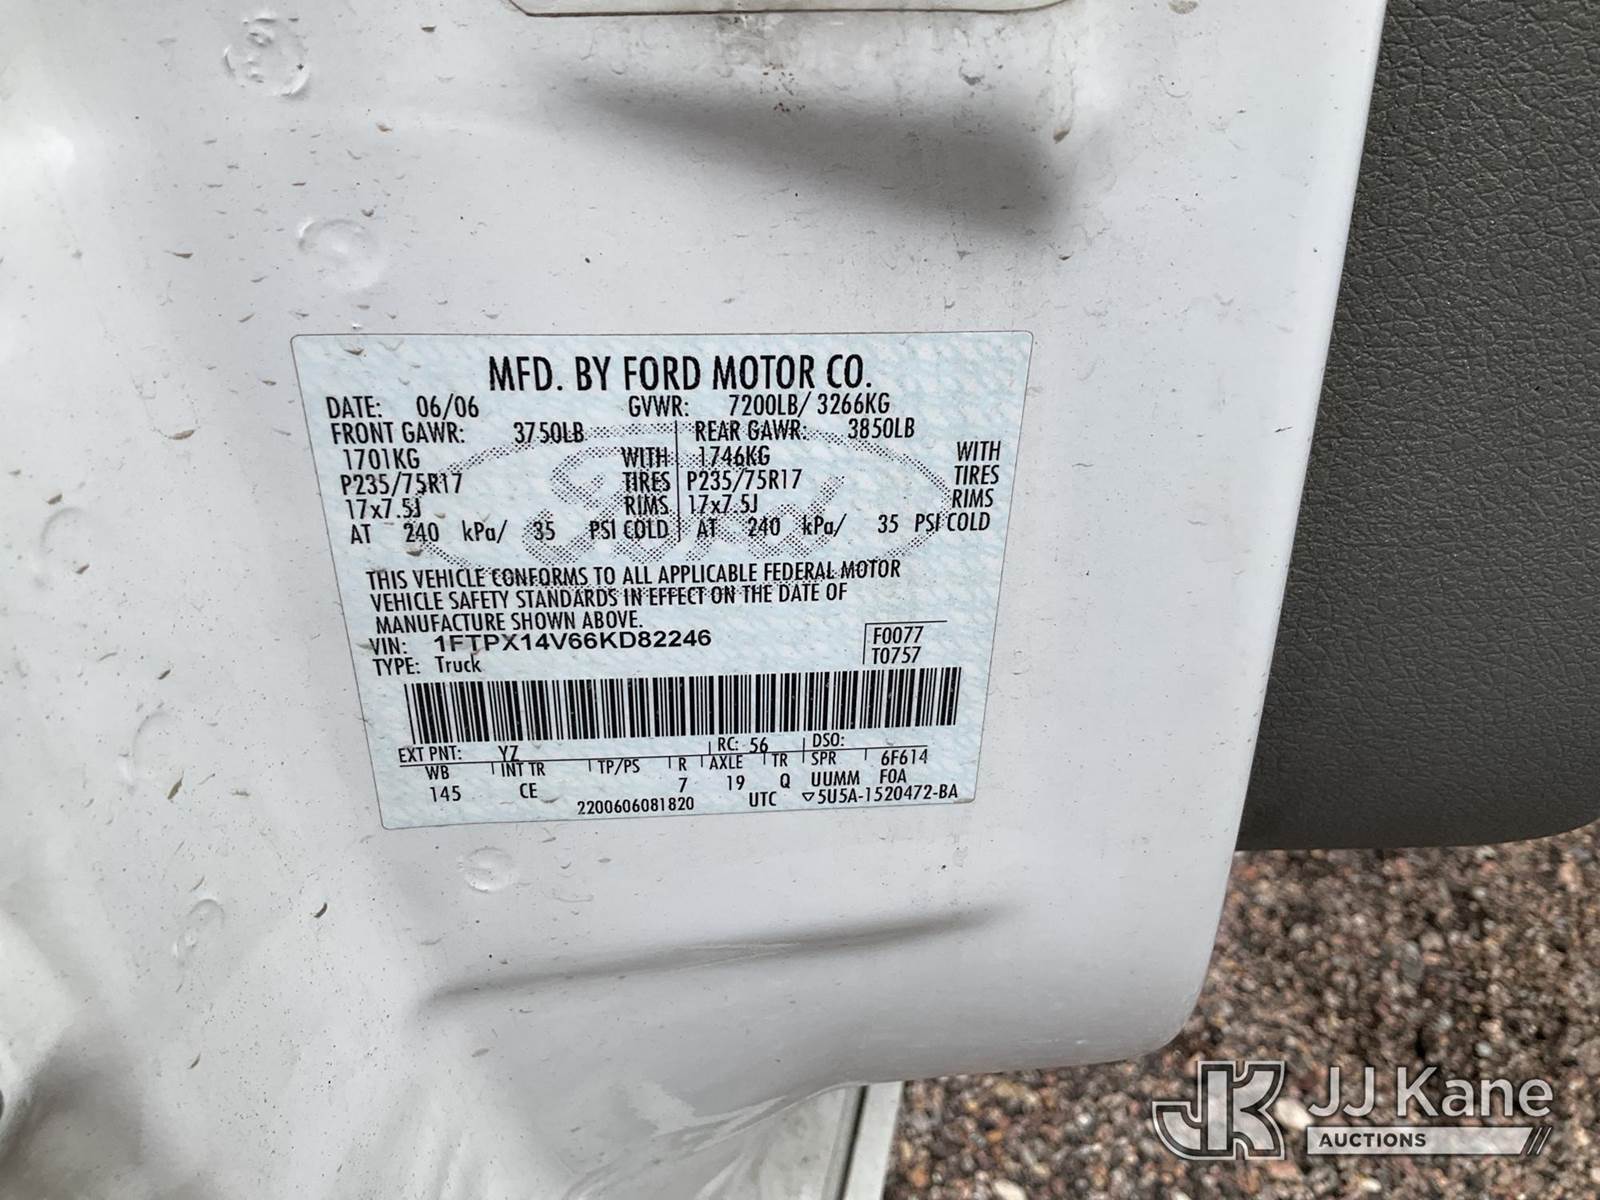 MFD. BY FORD MOTOR CO.
DATE: 06/06 GVWR: 7200LB/ 3266KG
FRONT GAWR: 3750LB REAR GAWR: 3850LB
1701KG WITH 1746KG WITH
P235/75R17 TIRES P235/75R17 TIRES
17x7.5J RIMS 17x7.5J RIMS
AT 240 kPa/ 35 PSI COLD AT 240 kPa/ 35 PSI COLD
Ford
THIS VEHICLE CONFORMS TO ALL APPLICABLE FEDERAL MOTOR
VEHICLE SAFETY STANDARDS IN EFFECT ON THE DATE OF
MANUFACTURE SHOWN ABOVE.
VIN: 1FTPX14V66KD82246 F0077
TYPE: Truck T0757
EXT PNT: YZ RC: 56 DSO:
WB INT TR TP/PS R AXLE TR SPR 6F614
145 CE 7 19 Q UUMM FOA
2200606081820 UTC ▽5U5A-1520472-BA
JK JJ Kane
AUCTIONS